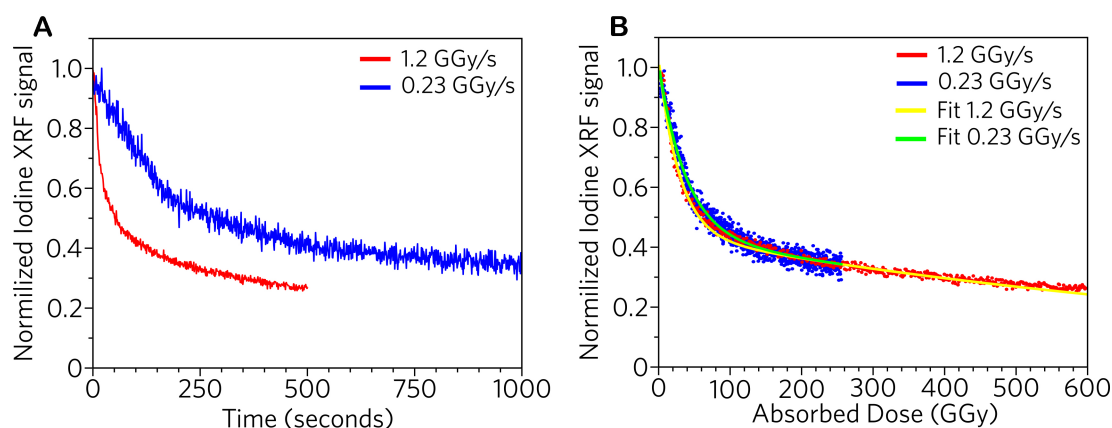 A
Normilized Iodine XRF signal
1.0
0.8
0.6
0.4
0.2
0
0 250 500 750 1000
Time (seconds)
1.2 GGy/s
0.23 GGy/s
B
Normilized Iodine XRF signal
1.0
0.8
0.6
0.4
0.2
0.0
0 100 200 300 400 500 600
Absorbed Dose (GGy)
1.2 GGy/s
0.23 GGy/s
Fit 1.2 GGy/s
Fit 0.23 GGy/s